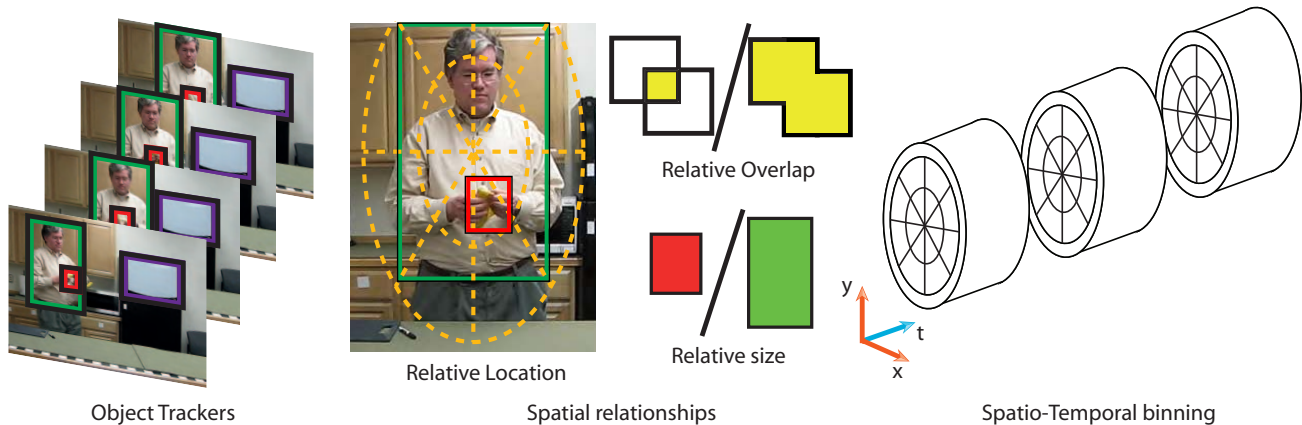 Relative Overlap
Relative size
Relative Location
y
t
x
Object Trackers
Spatial relationships
Spatio-Temporal binning